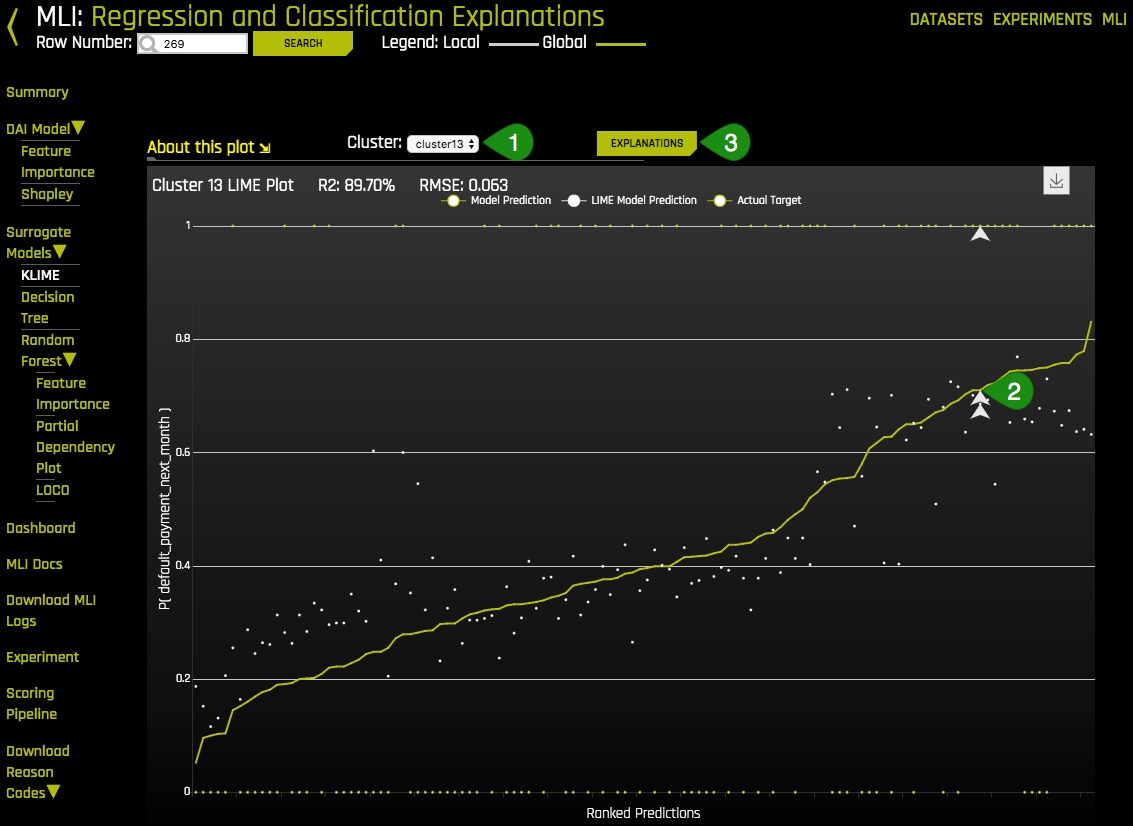 MLI: Regression and Classification Explanations
DATASETS EXPERIMENTS MLI
Row Number: 269 SEARCH Legend: Local Global
Summary
DAI Model▼
Feature
Importance
Shapley
Surrogate
Models▼
KLIME
Decision
Tree
Random
Forest▼
Feature
Importance
Partial
Dependency
Plot
LOCO
Dashboard
MLI Docs
Download MLI
Logs
Experiment
Scoring
Pipeline
Download
Reason
Codes▼
About this plot ⇲ Cluster: cluster13 1 EXPLANATIONS 3
Cluster 13 LIME Plot R2: 89.70% RMSE: 0.063
Model Prediction LIME Model Prediction Actual Target
1
0.8
2
0.6
0.4
0.2
0
P( default_payment_next_month )
Ranked Predictions